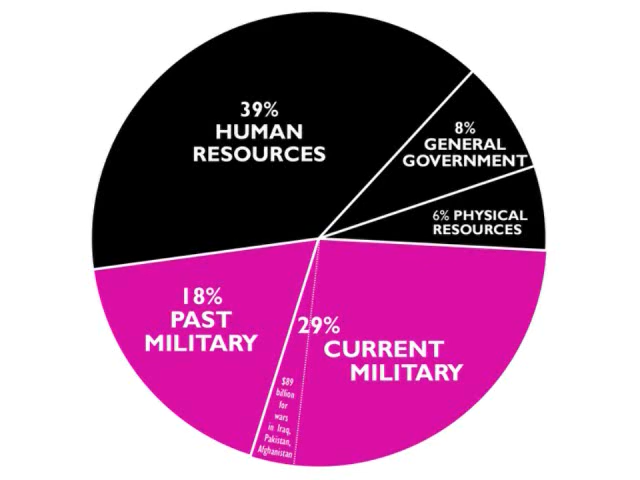 39%
HUMAN
RESOURCES
8%
GENERAL
GOVERNMENT
6% PHYSICAL
RESOURCES
18%
PAST
MILITARY
29%
CURRENT
MILITARY
$89
billion
for
wars
in Iraq,
Pakistan,
Afghanistan